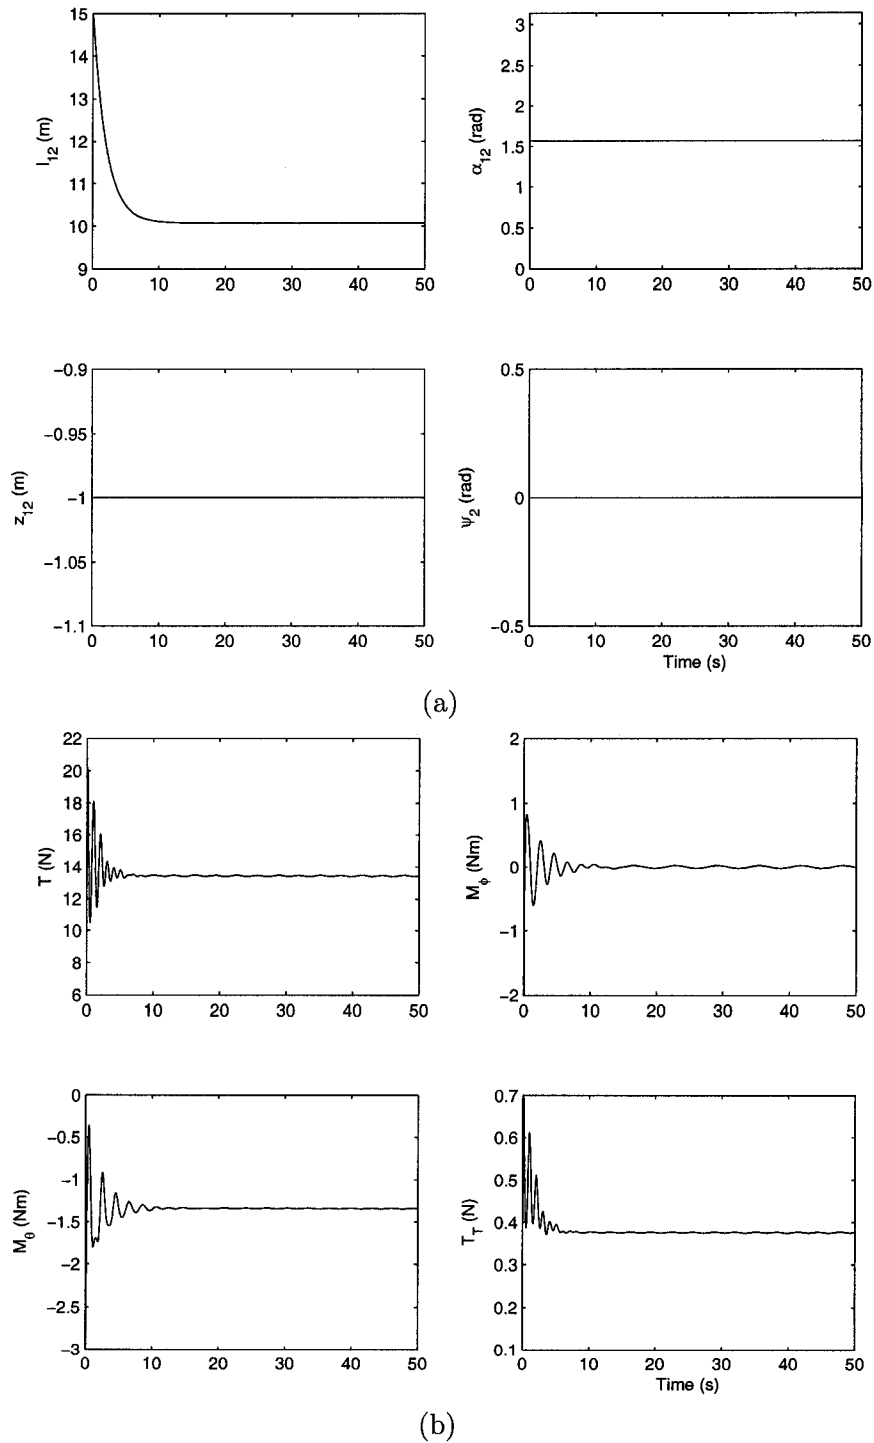 15
14
13
12
11
10
9
l12 (m)
0 10 20 30 40 50
3
2.5
2
1.5
1
0.5
0
α12 (rad)
0 10 20 30 40 50
−0.9
−0.95
−1
−1.05
−1.1
z12 (m)
0 10 20 30 40 50
0.5
0
−0.5
ψ2 (rad)
0 10 20 30 40 50
Time (s)
(a)
22
20
18
16
14
12
10
8
6
T (N)
0 10 20 30 40 50
2
1
0
−1
−2
Mϕ (Nm)
0 10 20 30 40 50
0
−0.5
−1
−1.5
−2
−2.5
−3
Mθ (Nm)
0 10 20 30 40 50
0.7
0.6
0.5
0.4
0.3
0.2
0.1
TT (N)
0 10 20 30 40 50
Time (s)
(b)